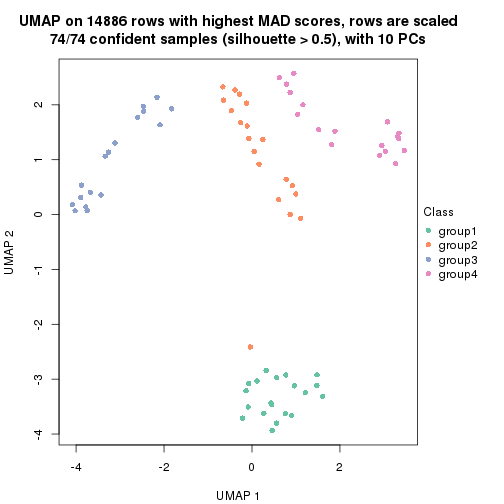 UMAP on 14886 rows with highest MAD scores, rows are scaled
74/74 confident samples (silhouette > 0.5), with 10 PCs
2
1
0
-1
-2
-3
-4
UMAP 2
-4
-2
0
2
UMAP 1
Class
group1
group2
group3
group4